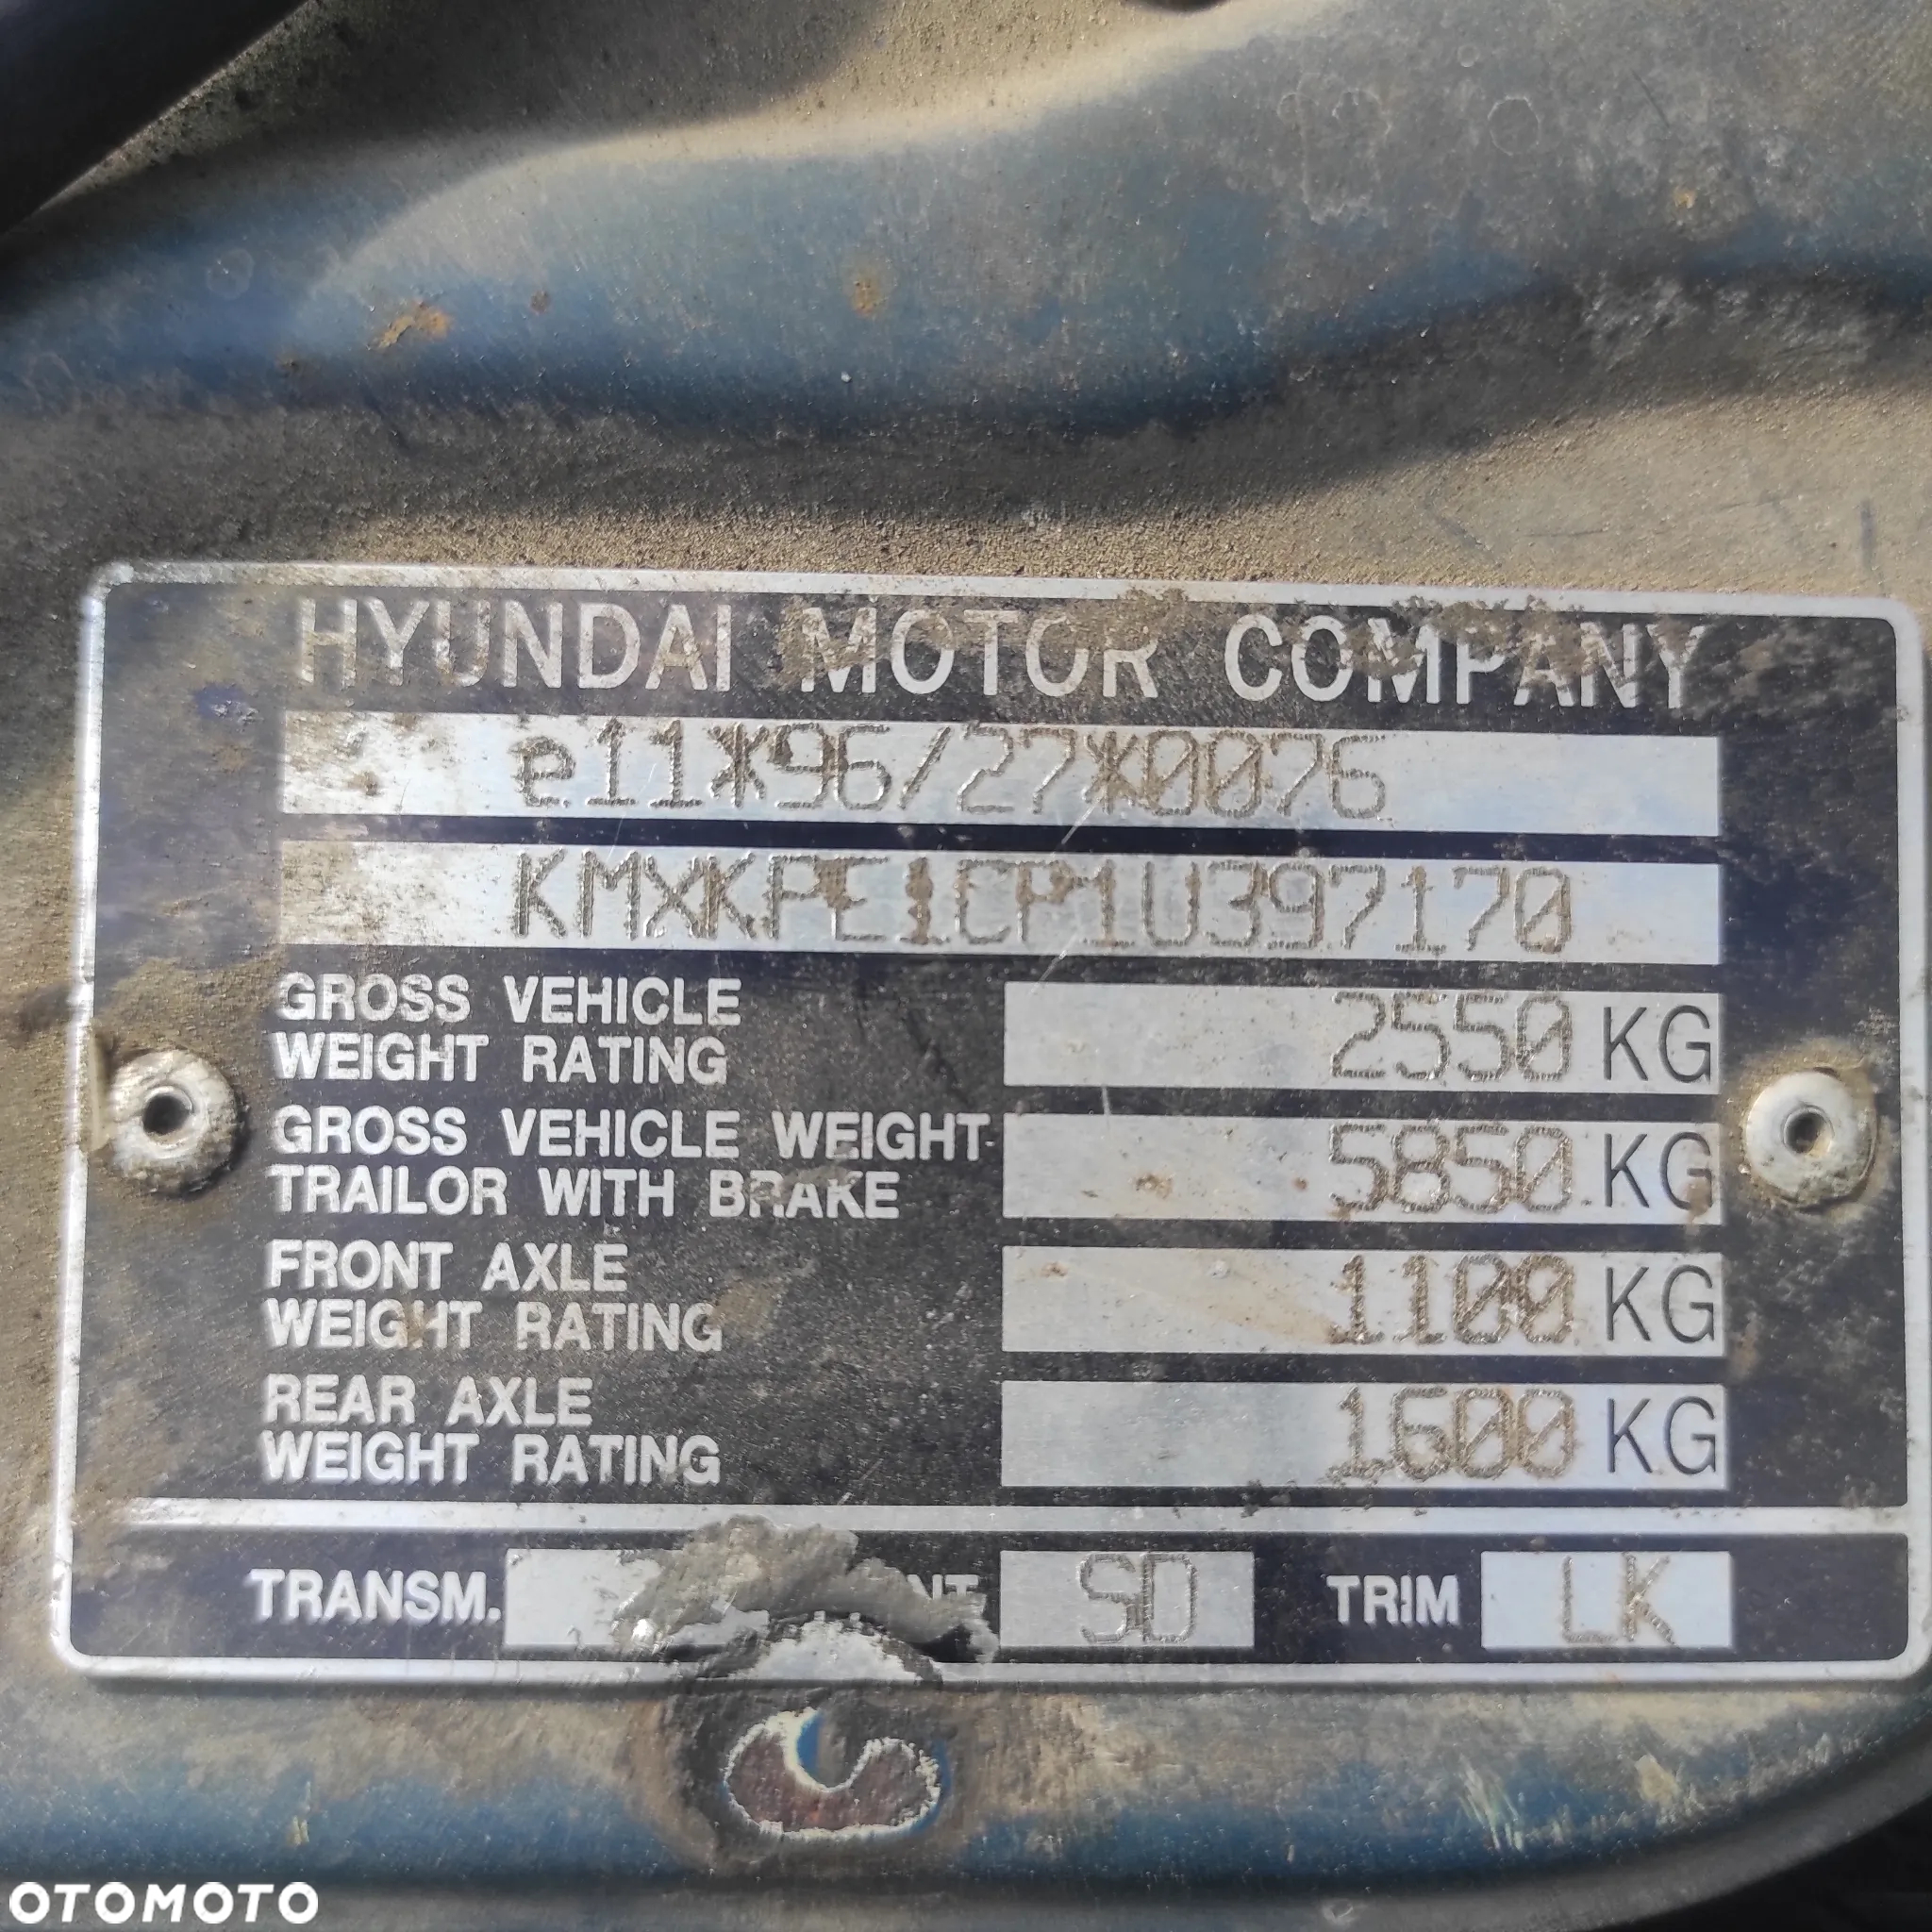 HYUNDAI MOTOR COMPANY
e11*96/27*0076
KMXKPE1CP1U397170
GROSS VEHICLE
WEIGHT RATING
2550 KG
GROSS VEHICLE WEIGHT
TRAILOR WITH BRAKE
5850 KG
FRONT AXLE
WEIGHT RATING
1100 KG
REAR AXLE
WEIGHT RATING
1600 KG
TRANSM. SD TRIM LK
OTOMOTO